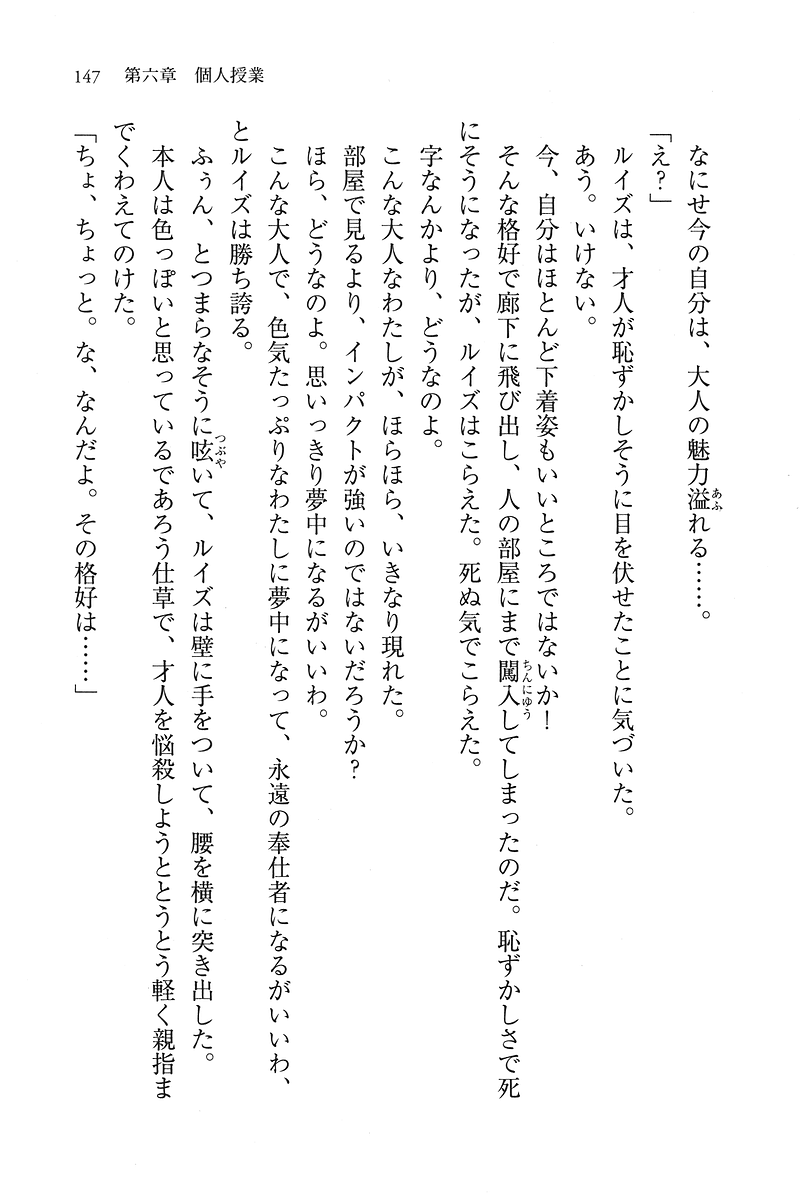 147　第六章　個人授業
　なにせ今の自分は、大人の魅力溢れる……。
「え？」
　ルイズは、才人が恥ずかしそうに目を伏せたことに気づいた。
　あう。いけない。
　今、自分はほとんど下着姿もいいところではないか！
　そんな格好で廊下に飛び出し、人の部屋にまで闖入してしまったのだ。恥ずかしさで死
にそうになったが、ルイズはこらえた。死ぬ気でこらえた。
　字なんかより、どうなのよ。
　こんな大人なわたしが、ほらほら、いきなり現れた。
　部屋で見るより、インパクトが強いのではないだろうか？
　ほら、どうなのよ。思いっきり夢中になるがいいわ。
　こんな大人で、色気たっぷりなわたしに夢中になって、永遠の奉仕者になるがいいわ、
とルイズは勝ち誇る。
　ふぅん、とつまらなそうに呟いて、ルイズは壁に手をついて、腰を横に突き出した。
　本人は色っぽいと思っているであろう仕草で、才人を悩殺しようととうとう軽く親指ま
でくわえてのけた。
「ちょ、ちょっと。な、なんだよ。その格好は……」